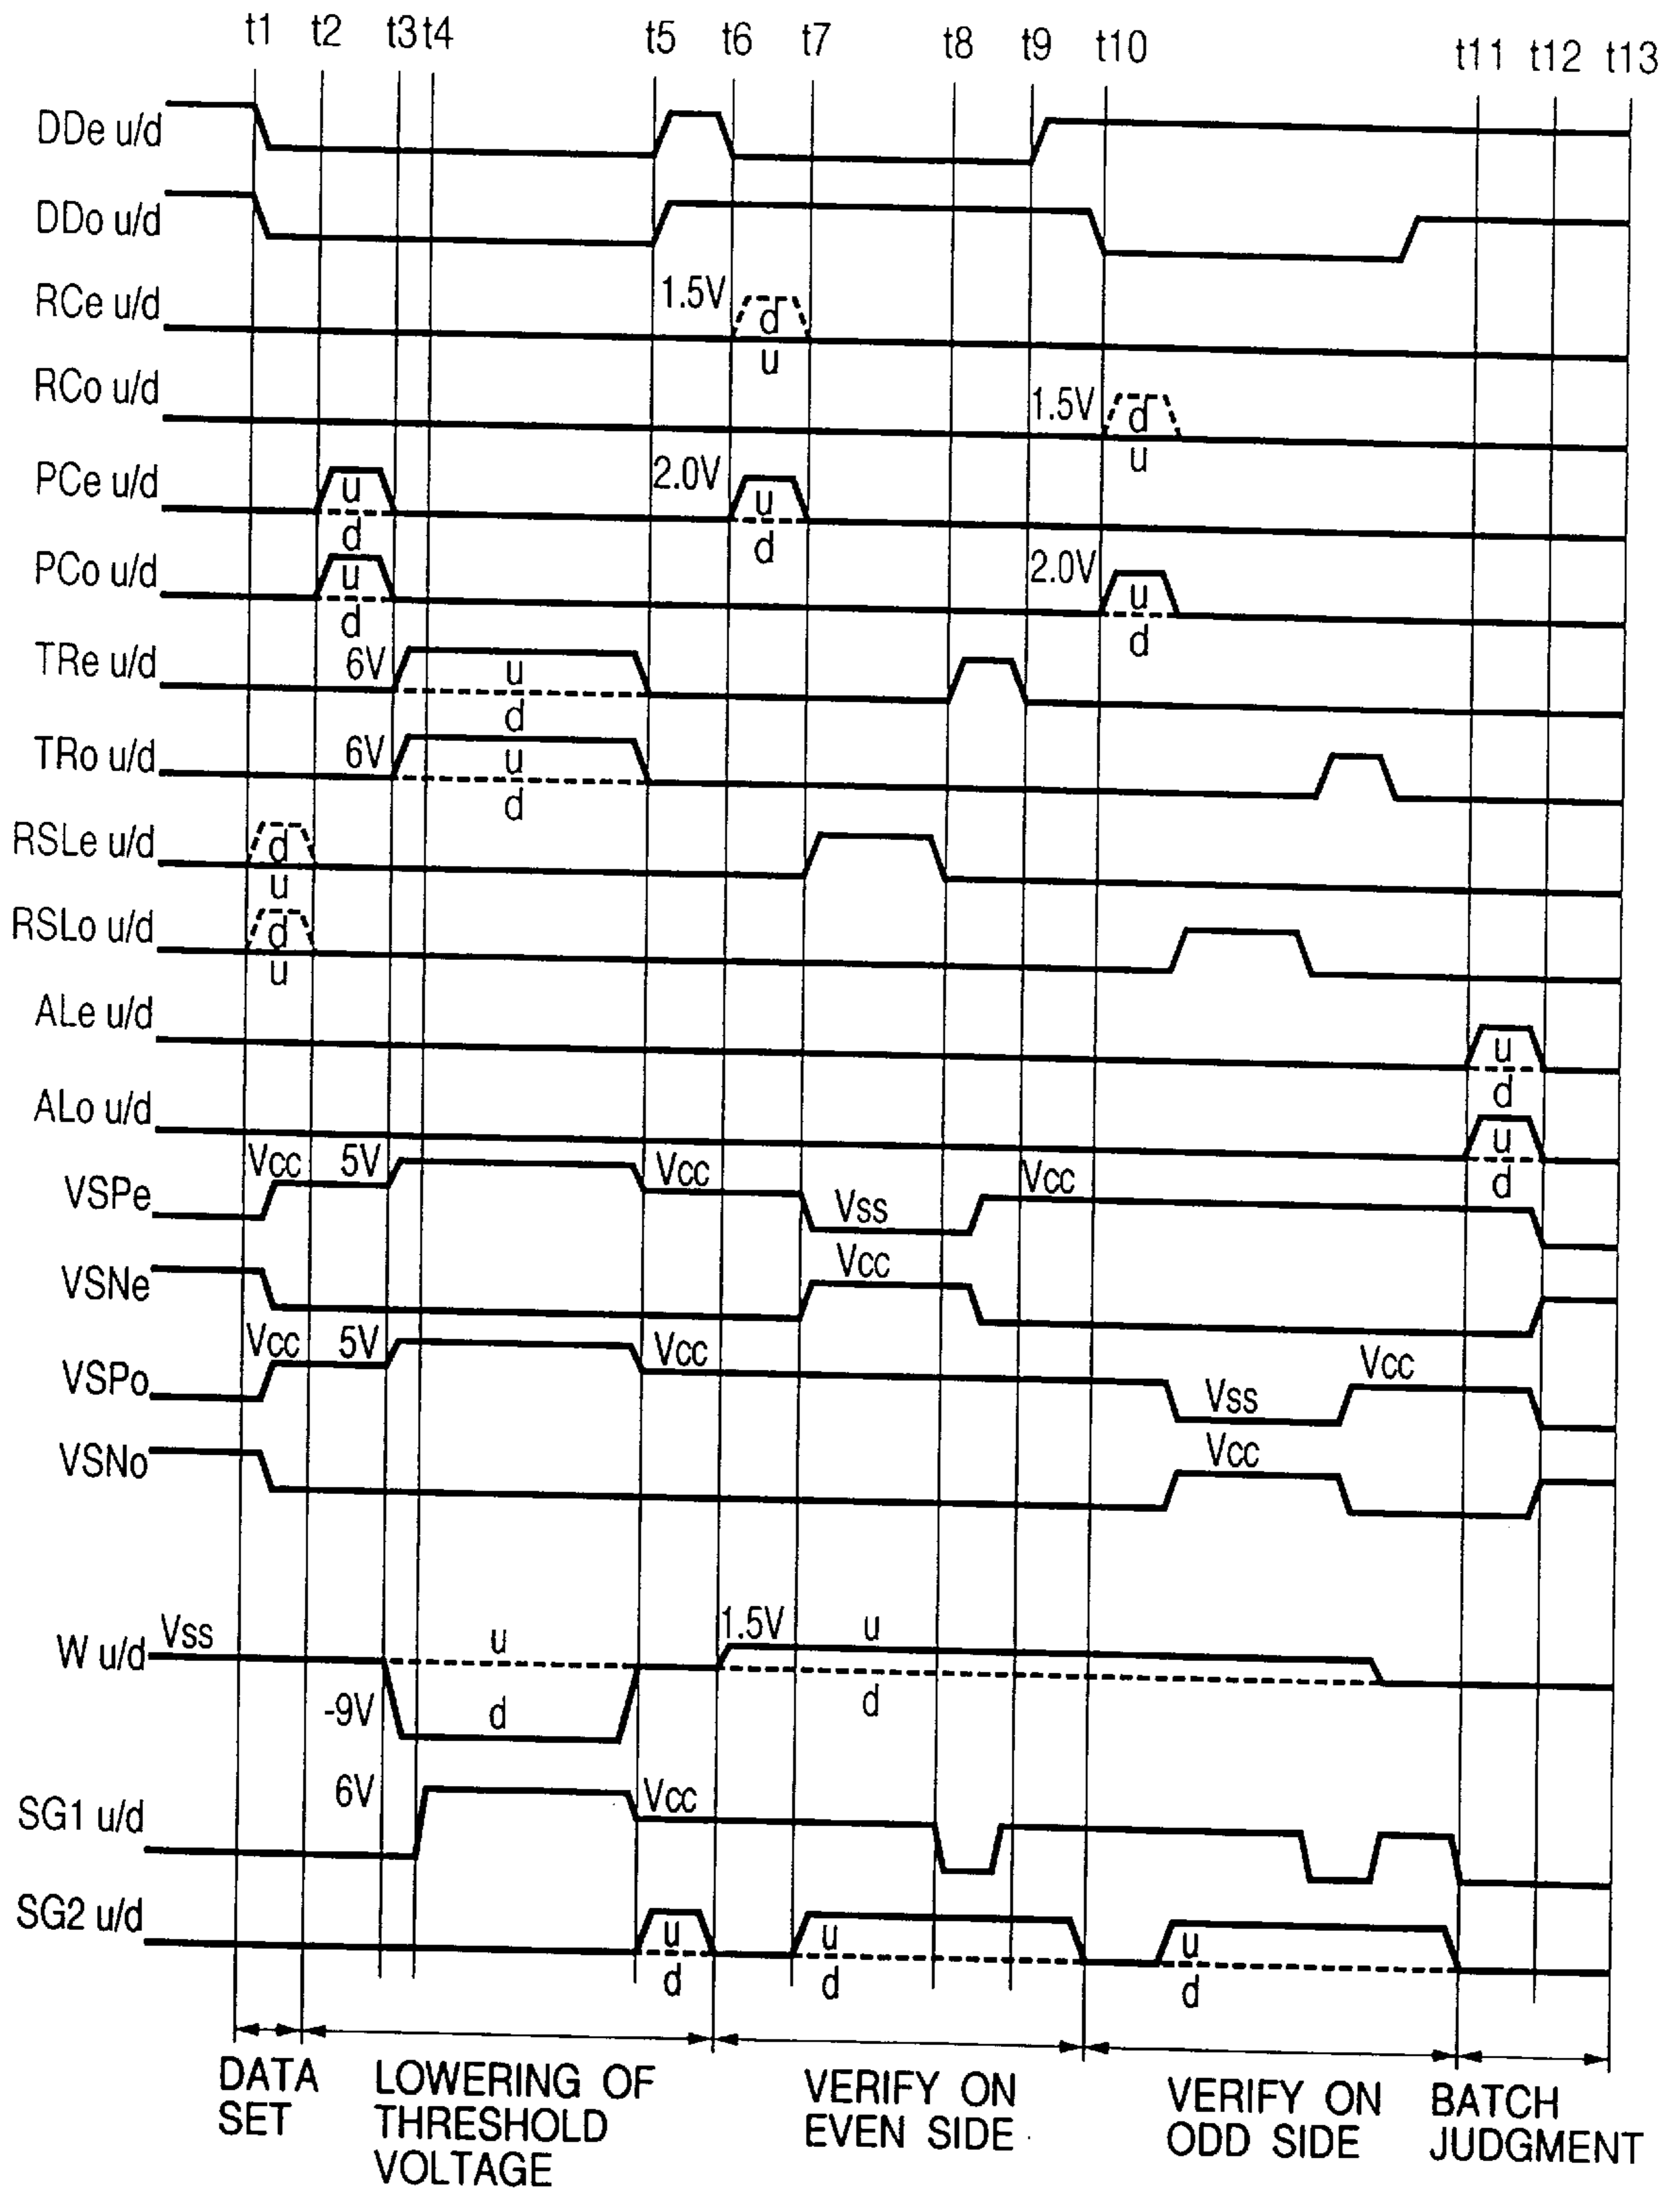 t1 t2 t3 t4 t5 t6 t7 t8 t9 t10 t11 t12 t13
DDe u/d
DDo u/d
RCe u/d 1.5V d
u
RCo u/d 1.5V d
u
PCe u/d u 2.0V u
d d
PCo u/d u 2.0V u
d d
TRe u/d 6V u
d
TRo u/d 6V u
d
RSLe u/d d
u
RSLo u/d d
u
ALe u/d u
d
ALo u/d u
d
VSPe Vcc 5V Vcc Vss Vcc
VSNe Vcc
VSPo Vcc 5V Vcc Vss Vcc
VSNo Vcc
W u/d Vss u 1.5V u
-9V d d
SG1 u/d 6V Vcc
SG2 u/d u u u
d d d
DATA SET
LOWERING OF THRESHOLD VOLTAGE
VERIFY ON EVEN SIDE
VERIFY ON ODD SIDE
BATCH JUDGMENT